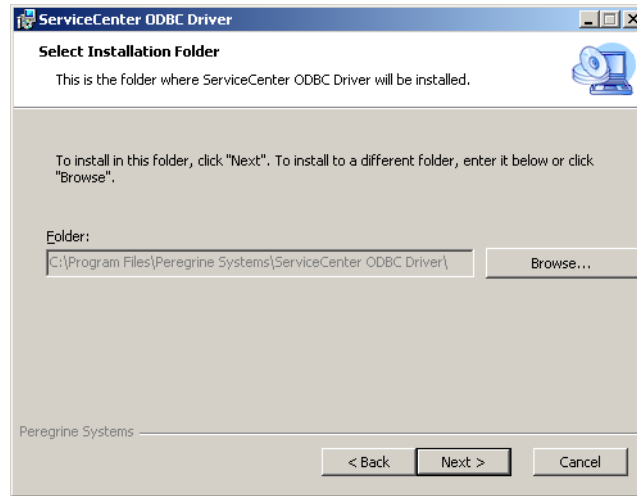 ServiceCenter ODBC Driver
Select Installation Folder
This is the folder where ServiceCenter ODBC Driver will be installed.
To install in this folder, click "Next". To install to a different folder, enter it below or click
"Browse".
Folder:
C:\Program Files\Peregrine Systems\ServiceCenter ODBC Driver\
Browse...
Peregrine Systems
< Back
Next >
Cancel